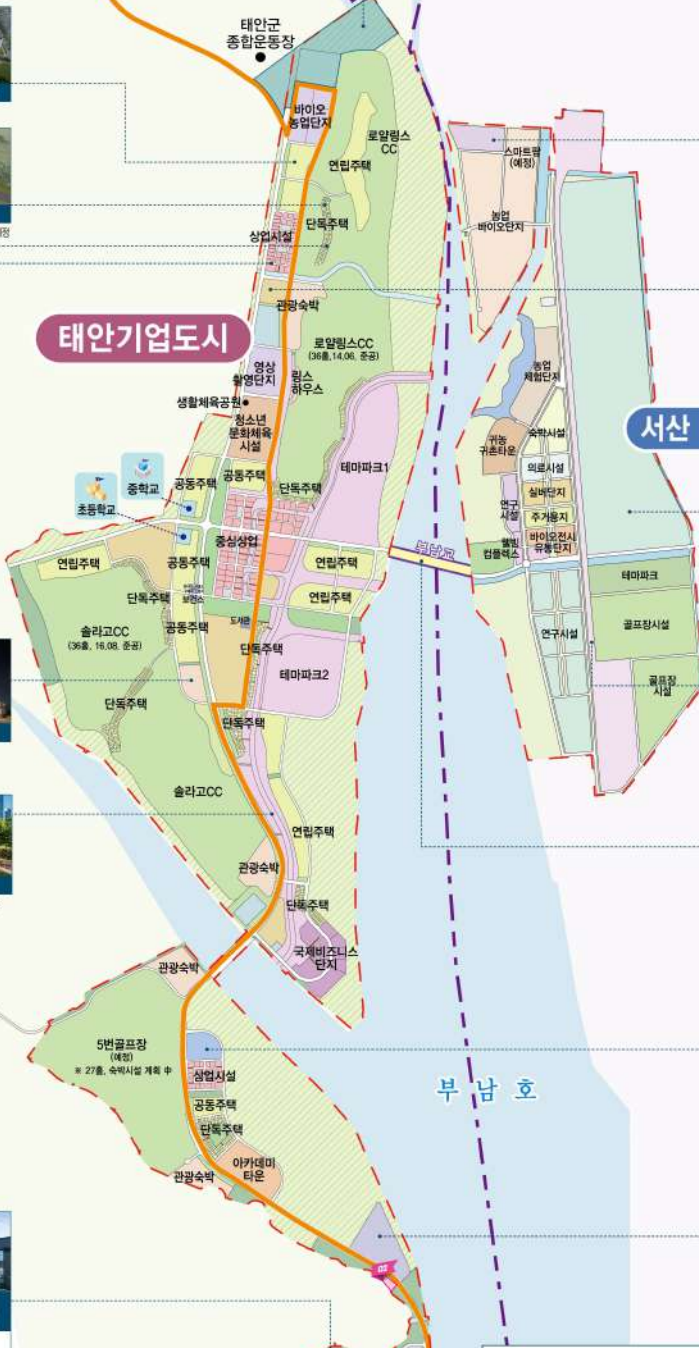 태안군
종합운동장
바이오
농업단지
로얄링스
CC
연립주택
스마트팜
(예정)
농업
바이오단지
정
단독주택
상업시설
관광숙박
태안기업도시
로얄링스CC
(36홀,14.06. 준공)
영상
촬영단지
링스
하우스
농업
체험단지
생활체육공원
청소년
문화체육
시설
서산
귀농
귀촌타운
숙박시설
테마파크1
의료시설
중학교
초등학교
공동주택
공동주택
단독주택
실버단지
연구
시설
주거용지
중심상업
부남교
웰빙
컴플렉스
바이오전시
유통단지
연립주택
공동주택
연립주택
테마파크
단독주택
보건소
연립주택
솔라고CC
(36홀, 16.08. 준공)
공동주택
도서관
단독주택
연구시설
골프장시설
테마파크2
골프장
시설
단독주택
단독주택
솔라고CC
연립주택
관광숙박
단독주택
국제비즈니스
단지
관광숙박
5번골프장
(예정)
※ 27홀, 숙박시설 계획 中
상업시설
부남호
공동주택
단독주택
아카데미
타운
관광숙박